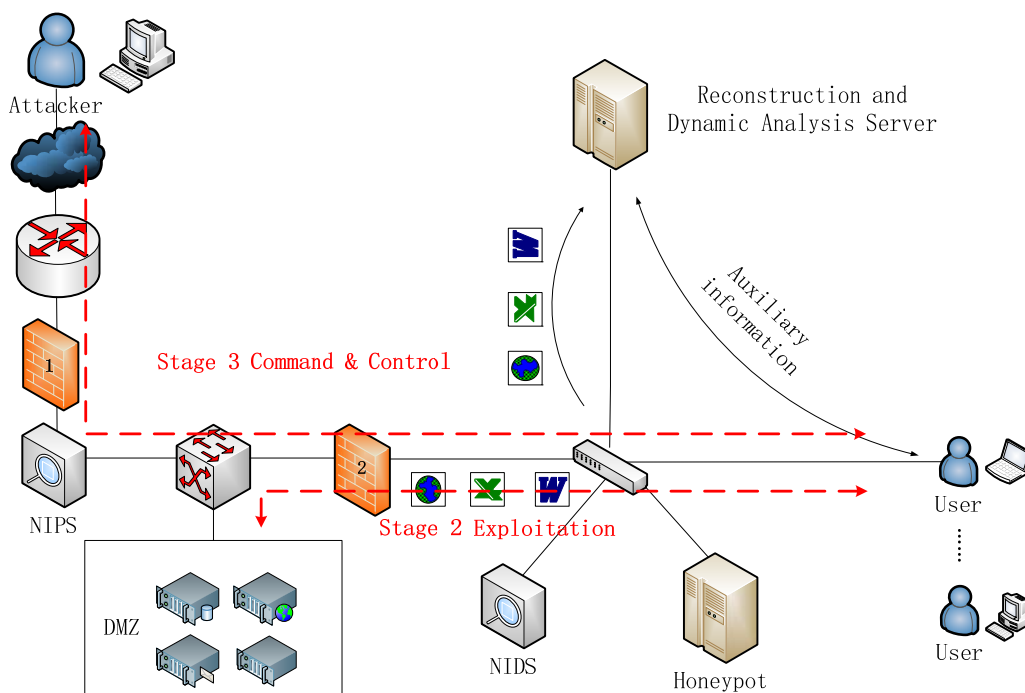 Attacker
Reconstruction and
Dynamic Analysis Server
W
X
Auxiliary
information
1
Stage 3 Command & Control
2
X
W
Stage 2 Exploitation
NIPS
User
DMZ
NIDS
Honeypot
User